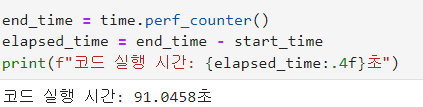 end_time = time.perf_counter()
elapsed_time = end_time - start_time
print(f"코드 실행 시간: {elapsed_time:.4f}초")
코드 실행 시간: 91.0458초